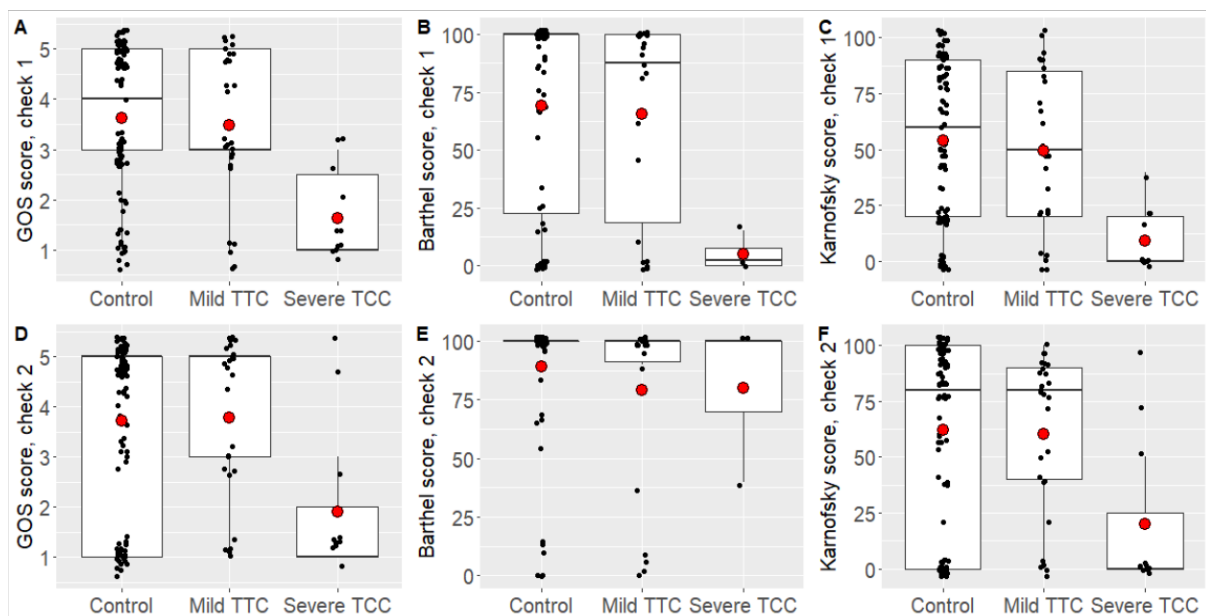 A
GOS score, check 1
5
4
3
2
1
Control Mild TTC Severe TCC
B
Barthel score, check 1
100
75
50
25
0
Control Mild TTC Severe TCC
C
Karnofsky score, check 1
100
75
50
25
0
Control Mild TTC Severe TCC
D
GOS score, check 2
5
4
3
2
1
Control Mild TTC Severe TCC
E
Barthel score, check 2
100
75
50
25
0
Control Mild TTC Severe TCC
F
Karnofsky score, check 2
100
75
50
25
0
Control Mild TTC Severe TCC